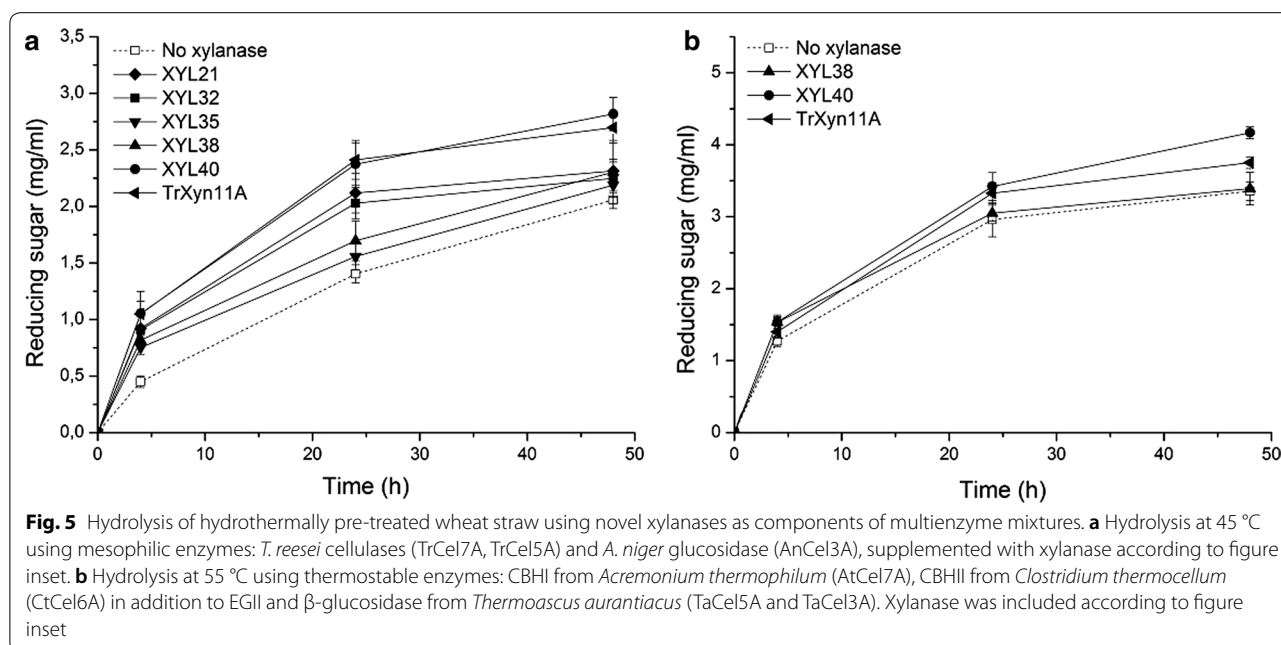 a
No xylanase
XYL21
XYL32
XYL35
XYL38
XYL40
TrXyn11A
3,5
3,0
2,5
2,0
1,5
1,0
0,5
0,0
Reducing sugar (mg/ml)
0 10 20 30 40 50
Time (h)
b
No xylanase
XYL38
XYL40
TrXyn11A
5
4
3
2
1
0
Reducing sugar (mg/ml)
0 10 20 30 40 50
Time (h)
Fig. 5 Hydrolysis of hydrothermally pre-treated wheat straw using novel xylanases as components of multienzyme mixtures. a Hydrolysis at 45 °C
using mesophilic enzymes: T. reesei cellulases (TrCel7A, TrCel5A) and A. niger glucosidase (AnCel3A), supplemented with xylanase according to figure
inset. b Hydrolysis at 55 °C using thermostable enzymes: CBHI from Acremonium thermophilum (AtCel7A), CBHII from Clostridium thermocellum
(CtCel6A) in addition to EGII and β-glucosidase from Thermoascus aurantiacus (TaCel5A and TaCel3A). Xylanase was included according to figure
inset